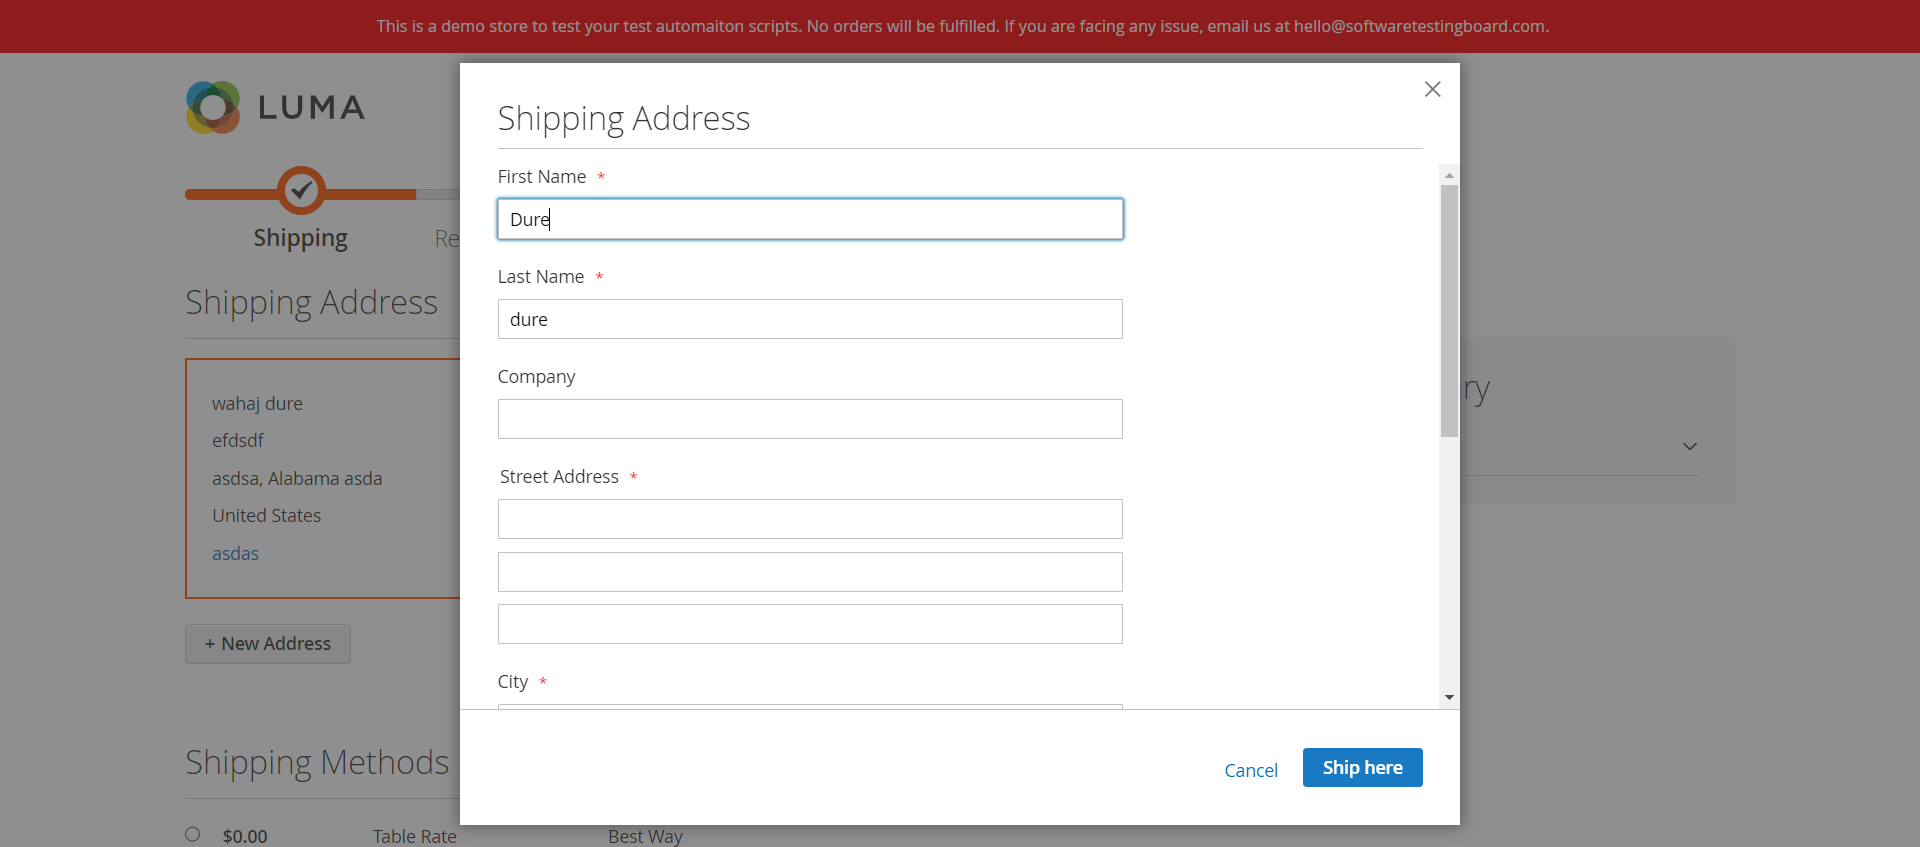 This is a demo store to test your test automaiton scripts. No orders will be fulfilled. If you are facing any issue, email us at hello@softwaretestingboard.com.
LUMA
Shipping
Re
Shipping Address
wahaj dure
efdsdf
asdsa, Alabama asda
United States
asdas
+ New Address
Shipping Methods
$0.00 Table Rate Best Way
Shipping Address
First Name *
Dure
Last Name *
dure
Company
Street Address *
City *
Cancel
Ship here
ry